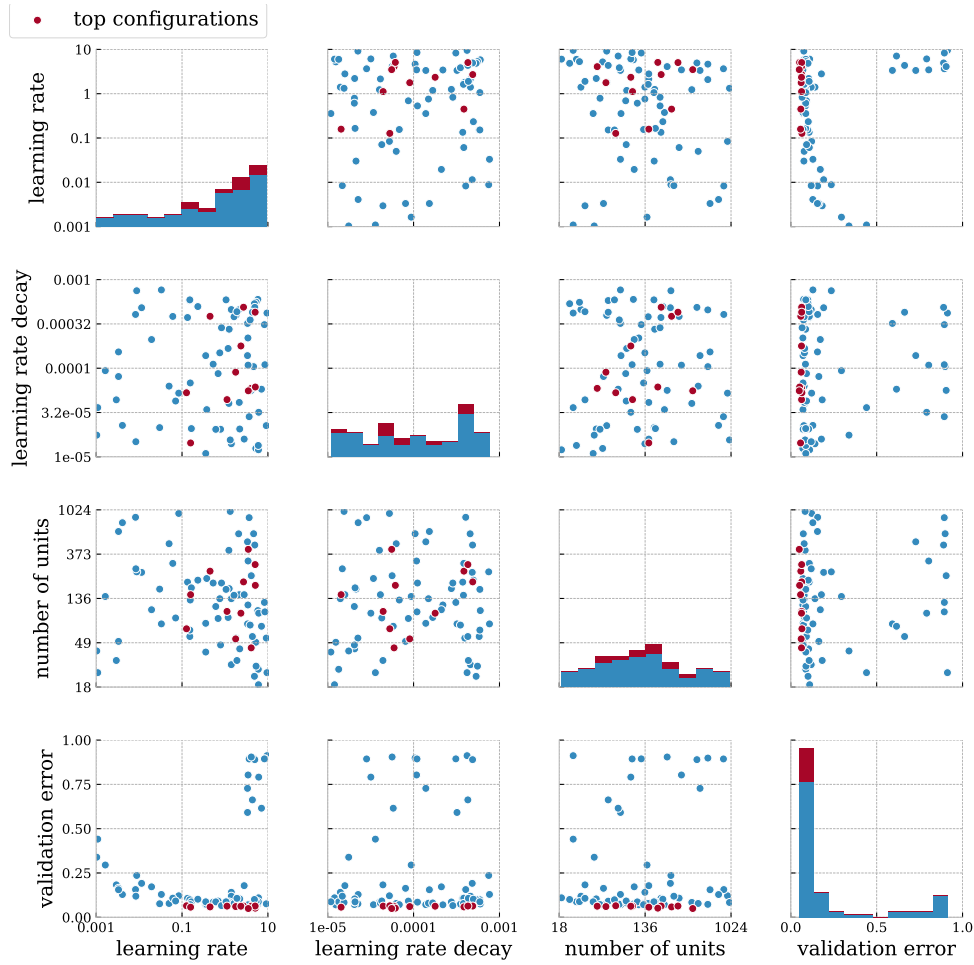 top configurations
learning rate
10
1
0.1
0.01
0.001
learning rate decay
0.001
0.00032
0.0001
3.2e-05
1e-05
number of units
1024
373
136
49
18
validation error
1.00
0.75
0.50
0.25
0.00
0.001 0.1 10
1e-05 0.0001 0.001
18 136 1024
0.0 0.5 1.0
learning rate learning rate decay number of units validation error